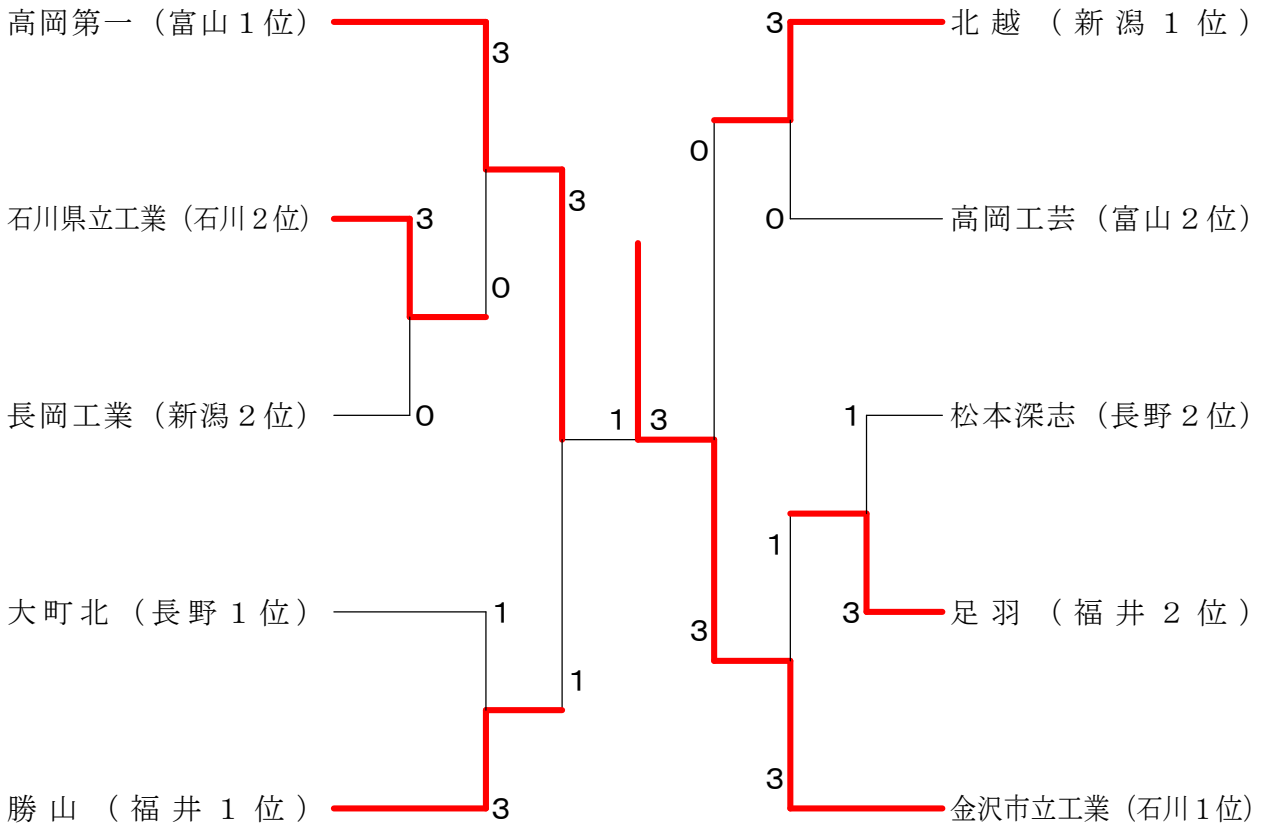 高岡第一（富山１位）
3
3
北越（新潟１位）
0
3
石川県立工業（石川２位）
3
0
高岡工芸（富山２位）
0
長岡工業（新潟２位）
0
1
3
1
松本深志（長野２位）
1
大町北（長野１位）
1
3
3
足羽（福井２位）
1
3
勝山（福井１位）
3
金沢市立工業（石川１位）